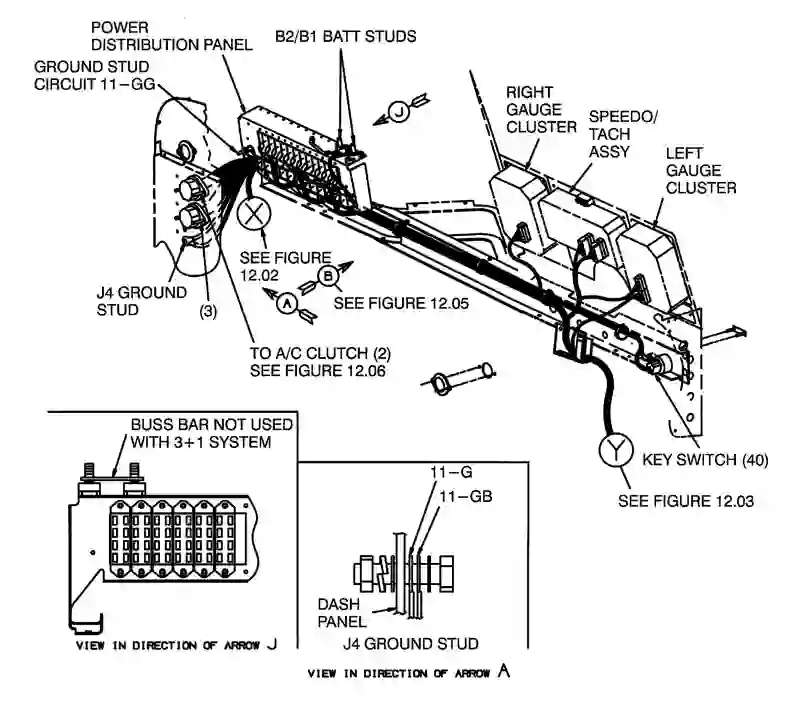 POWER
DISTRIBUTION PANEL
B2/B1 BATT STUDS
GROUND STUD
CIRCUIT 11-GG
J
RIGHT
GAUGE
CLUSTER
SPEEDO/
TACH
ASSY
LEFT
GAUGE
CLUSTER
X
SEE FIGURE
12.02
B
A
SEE FIGURE 12.05
J4 GROUND
STUD
(3)
TO A/C CLUTCH (2)
SEE FIGURE 12.06
Y
KEY SWITCH (40)
SEE FIGURE 12.03
BUSS BAR NOT USED
WITH 3+1 SYSTEM
VIEW IN DIRECTION OF ARROW J
11-G
11-GB
DASH
PANEL
J4 GROUND STUD
VIEW IN DIRECTION OF ARROW A